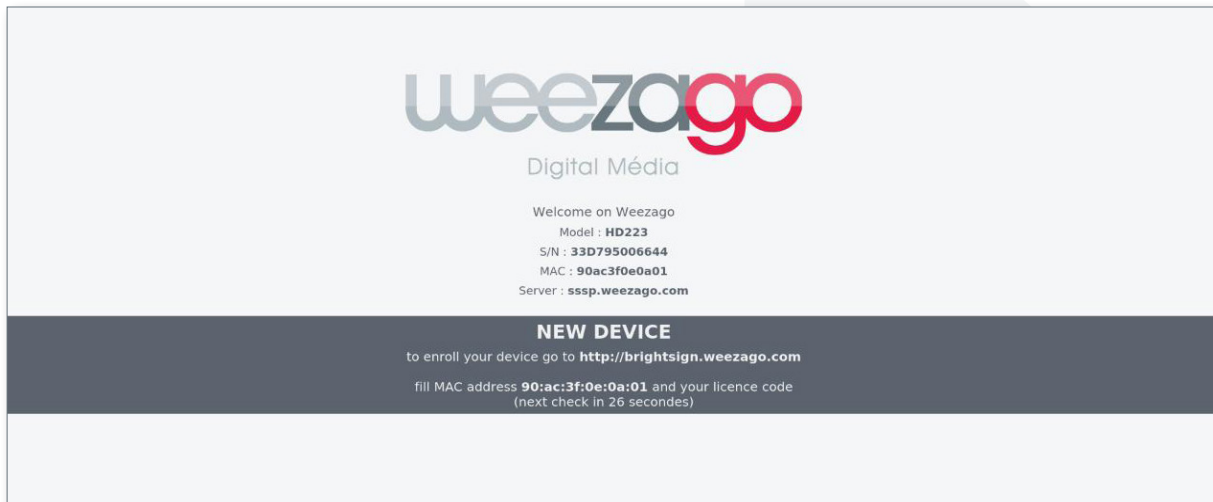 weezago
Digital Média
Welcome on Weezago
Model : HD223
S/N : 33D795006644
MAC : 90ac3f0e0a01
Server : sssp.weezago.com
NEW DEVICE
to enroll your device go to http://brightsign.weezago.com
fill MAC address 90:ac:3f:0e:0a:01 and your licence code
(next check in 26 secondes)